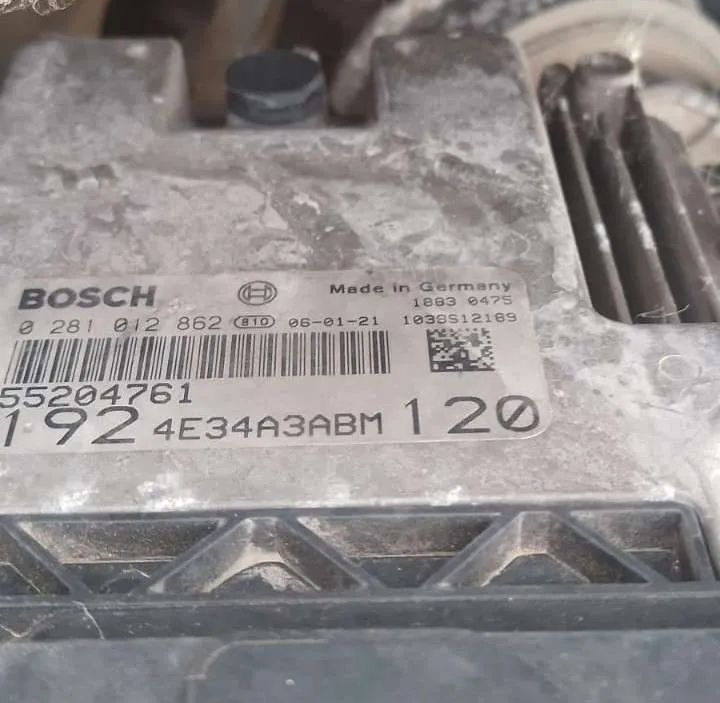 BOSCH Made in Germany
1883 0475
0 281 012 862 810 06-01-21 1039S12189
55204761
192 4E34A3ABM 120